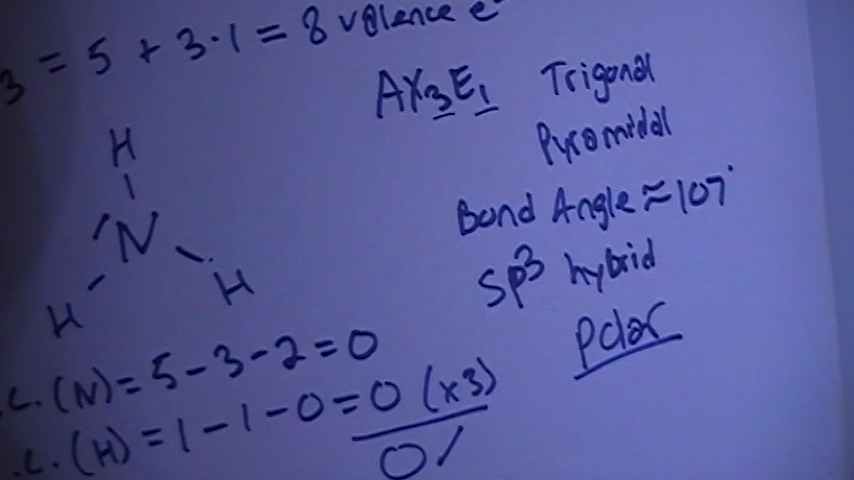 3 = 5 + 3·1 = 8 valence e⁻
AX3E1 Trigonal
Pyramidal
H
N
H H
Bond Angle ≈ 107°
sp³ hybrid
Polar
.C. (N) = 5 - 3 - 2 = 0
.C. (H) = 1 - 1 - 0 = 0 (x3)
0